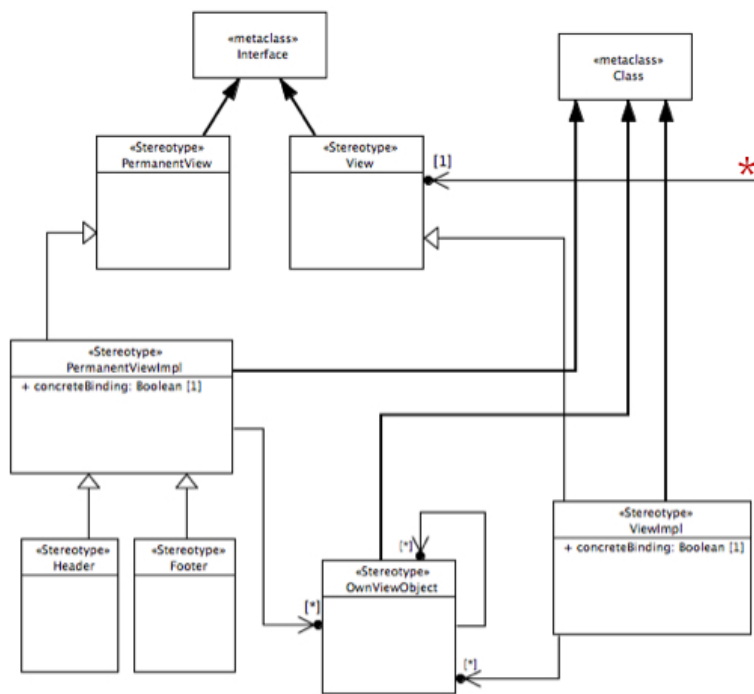 «metaclass»
Interface
«metaclass»
Class
«Stereotype»
PermanentView
«Stereotype»
View
[1]
*
«Stereotype»
PermanentViewImpl
+ concreteBinding: Boolean [1]
«Stereotype»
ViewImpl
+ concreteBinding: Boolean [1]
«Stereotype»
Header
«Stereotype»
Footer
[*]
«Stereotype»
OwnViewObject
[*]
[*]